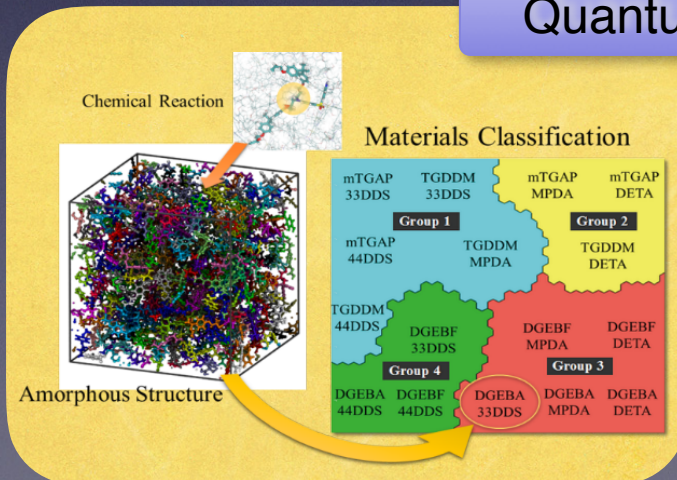 Quantu
Chemical Reaction
Materials Classification
mTGAP TGDDM mTGAP mTGAP
33DDS 33DDS MPDA DETA
Group 1 Group 2
mTGAP TGDDM TGDDM
44DDS MPDA DETA
TGDDM
44DDS DGEBF DGEBF DGEBF
33DDS MPDA DETA
Group 4 Group 3
Amorphous Structure
DGEBA DGEBF DGEBA DGEBA DGEBA
44DDS 44DDS 33DDS MPDA DETA